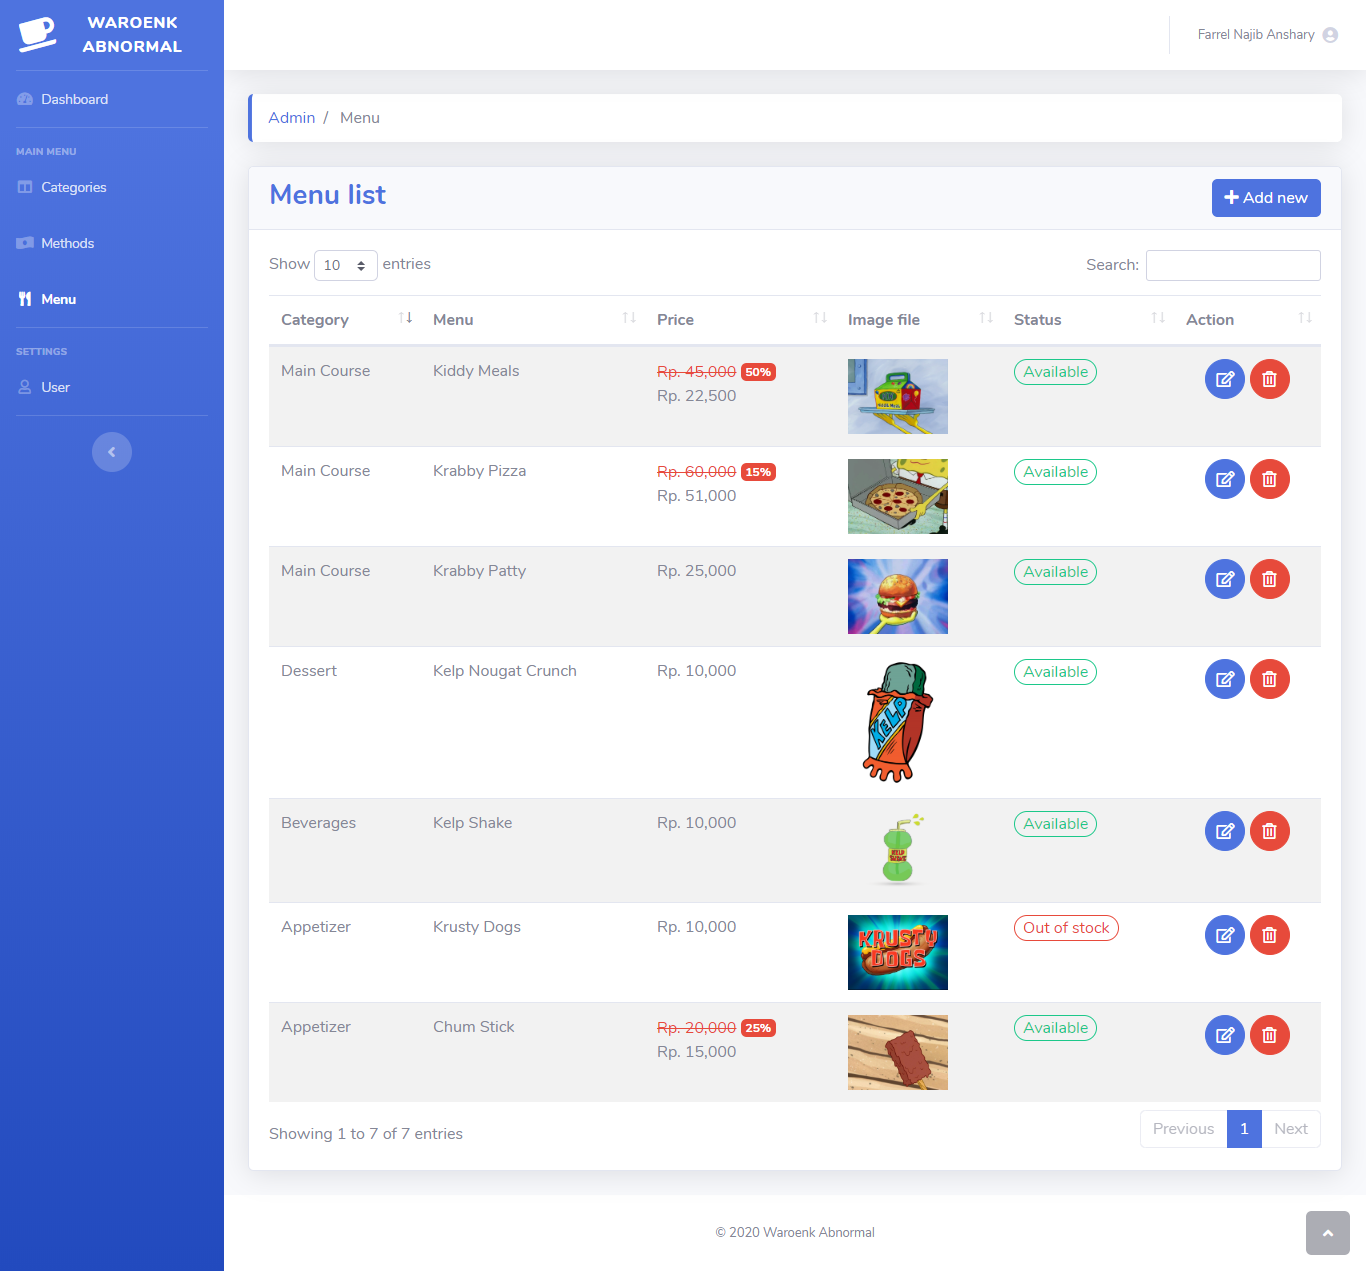 WAROENK
ABNORMAL
Farrel Najib Anshary
Dashboard
MAIN MENU
Categories
Methods
Menu
SETTINGS
User
Admin / Menu
Menu list
Add new
Show 10 entries
Search:
Category Menu Price Image file Status Action
Main Course Kiddy Meals Rp. 45,000 50% Available
Rp. 22,500
Main Course Krabby Pizza Rp. 60,000 15% Available
Rp. 51,000
Main Course Krabby Patty Rp. 25,000 Available
Dessert Kelp Nougat Crunch Rp. 10,000 Available
KELP
Beverages Kelp Shake Rp. 10,000 Available
KELP
SHAKE
Appetizer Krusty Dogs Rp. 10,000 Out of stock
KRUSTY
DOGS
Appetizer Chum Stick Rp. 20,000 25% Available
Rp. 15,000
Showing 1 to 7 of 7 entries
Previous 1 Next
© 2020 Waroenk Abnormal